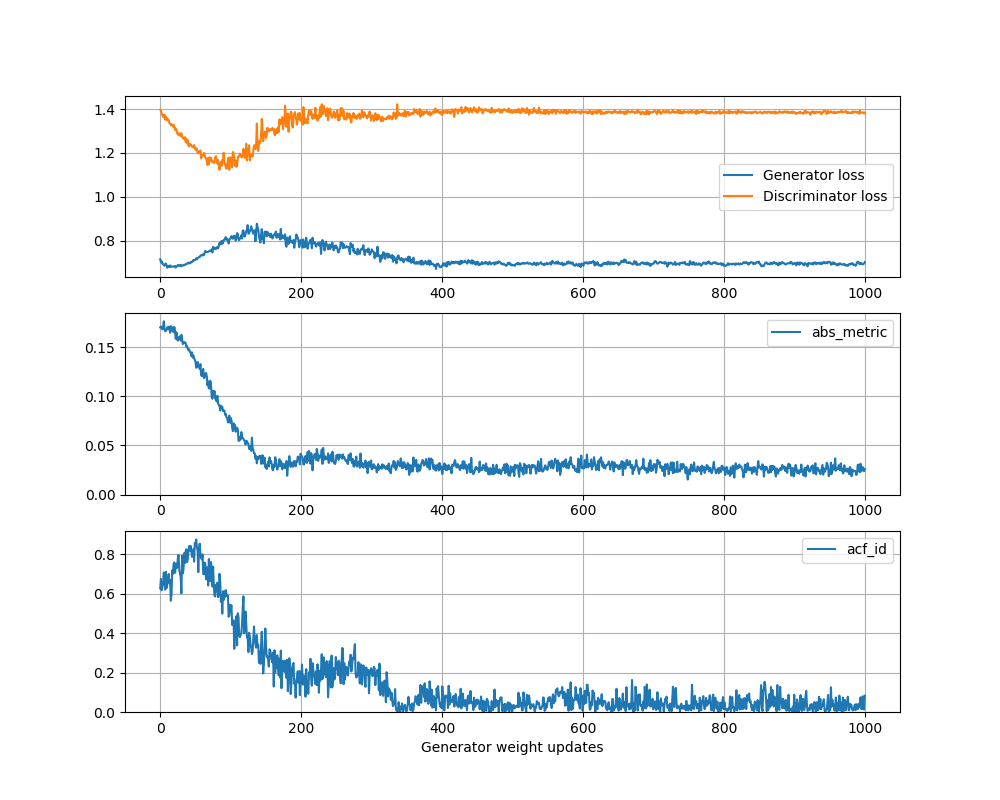 1.4
1.2
1.0
0.8
Generator loss
Discriminator loss
0 200 400 600 800 1000
0.15
0.10
0.05
0.00
abs_metric
0 200 400 600 800 1000
0.8
0.6
0.4
0.2
0.0
acf_id
0 200 400 600 800 1000
Generator weight updates